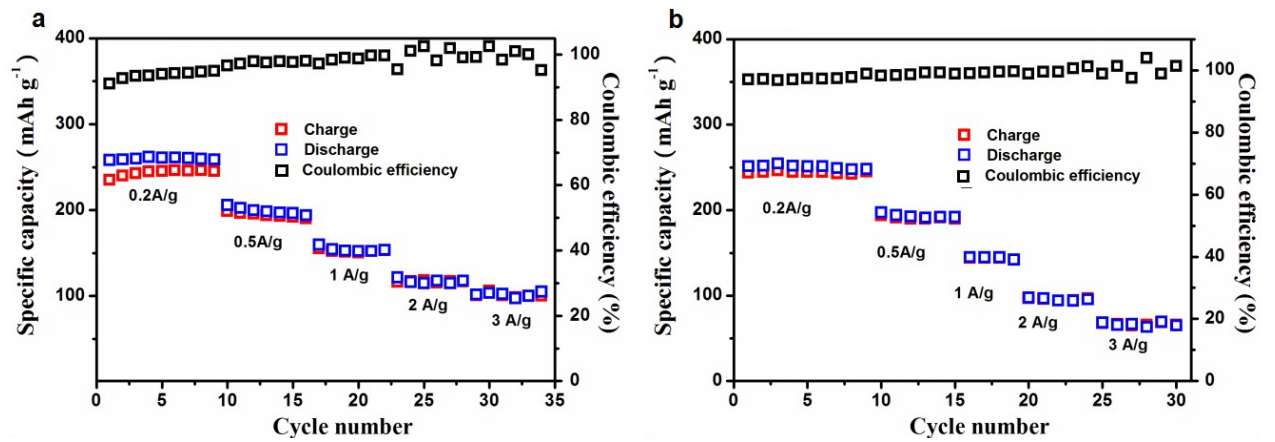 a
400
300
200
100
0
Specific capacity ( mAh g⁻¹)
100
80
60
40
20
0
Coulombic efficiency (%)
Charge
Discharge
Coulombic efficiency
0.2A/g
0.5A/g
1 A/g
2 A/g
3 A/g
0 5 10 15 20 25 30 35
Cycle number
b
400
300
200
100
0
Specific capacity ( mAh g⁻¹)
100
80
60
40
20
0
Coulombic efficiency (%)
Charge
Discharge
Coulombic efficiency
0.2A/g
0.5A/g
1 A/g
2 A/g
3 A/g
0 5 10 15 20 25 30
Cycle number